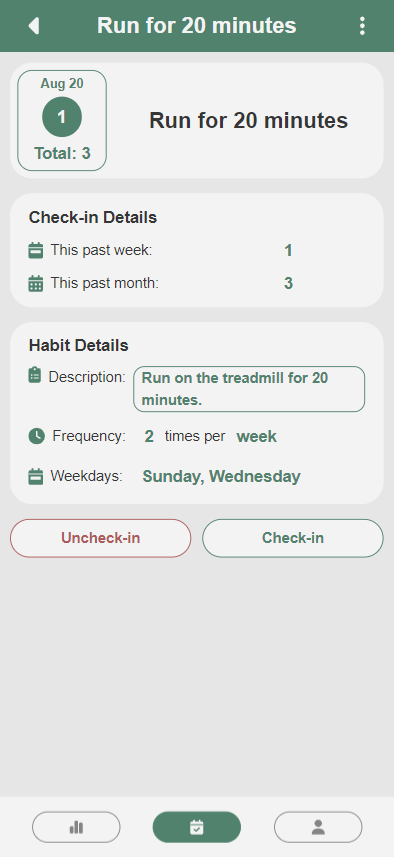 Run for 20 minutes
Aug 20
1
Total: 3
Run for 20 minutes
Check-in Details
This past week: 1
This past month: 3
Habit Details
Description: Run on the treadmill for 20
minutes.
Frequency: 2 times per week
Weekdays: Sunday, Wednesday
Uncheck-in Check-in